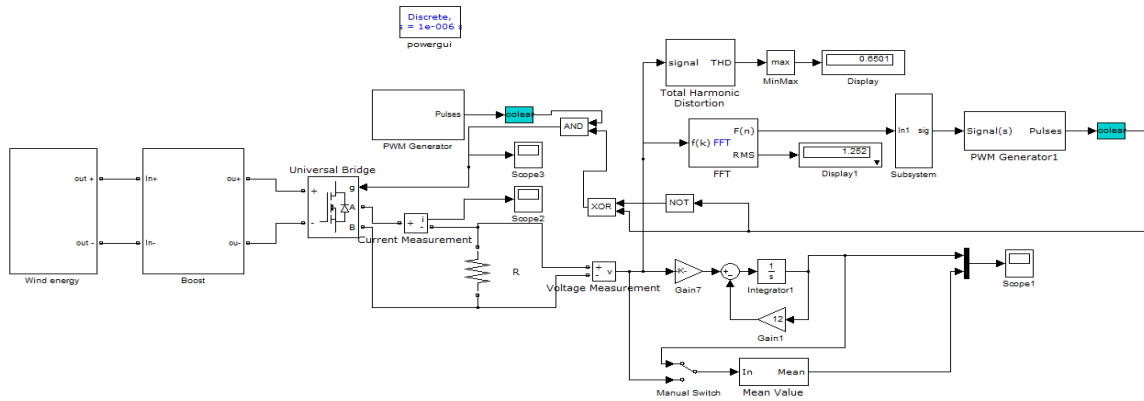 Discrete,
s = 1e-006 s
powergui
signal THD
Total Harmonic
Distortion
max
MinMax
0.6501
Display
Pulses
PWM Generator
oolear
AND
Scope3
f(k) FFT
F(n)
RMS
FFT
1.252
Display1
In1 sig
Subsystem
Signal(s) Pulses
PWM Generator1
oolear
out +
out -
Wind energy
In+
In-
ou+
ou-
Boost
Universal Bridge
+
-
g
A
B
+
-
i
Current Measurement
Scope2
XOR
NOT
R
+
-
v
Voltage Measurement
-K-
Gain7
+
-
1
s
Integrator1
12
Gain1
Scope1
Manual Switch
In Mean
Mean Value